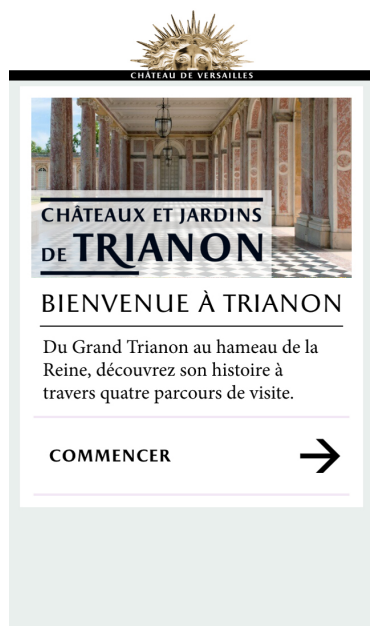 CHÂTEAU DE VERSAILLES
CHÂTEAUX ET JARDINS
DE TRIANON
BIENVENUE À TRIANON
Du Grand Trianon au hameau de la
Reine, découvrez son histoire à
travers quatre parcours de visite.
COMMENCER